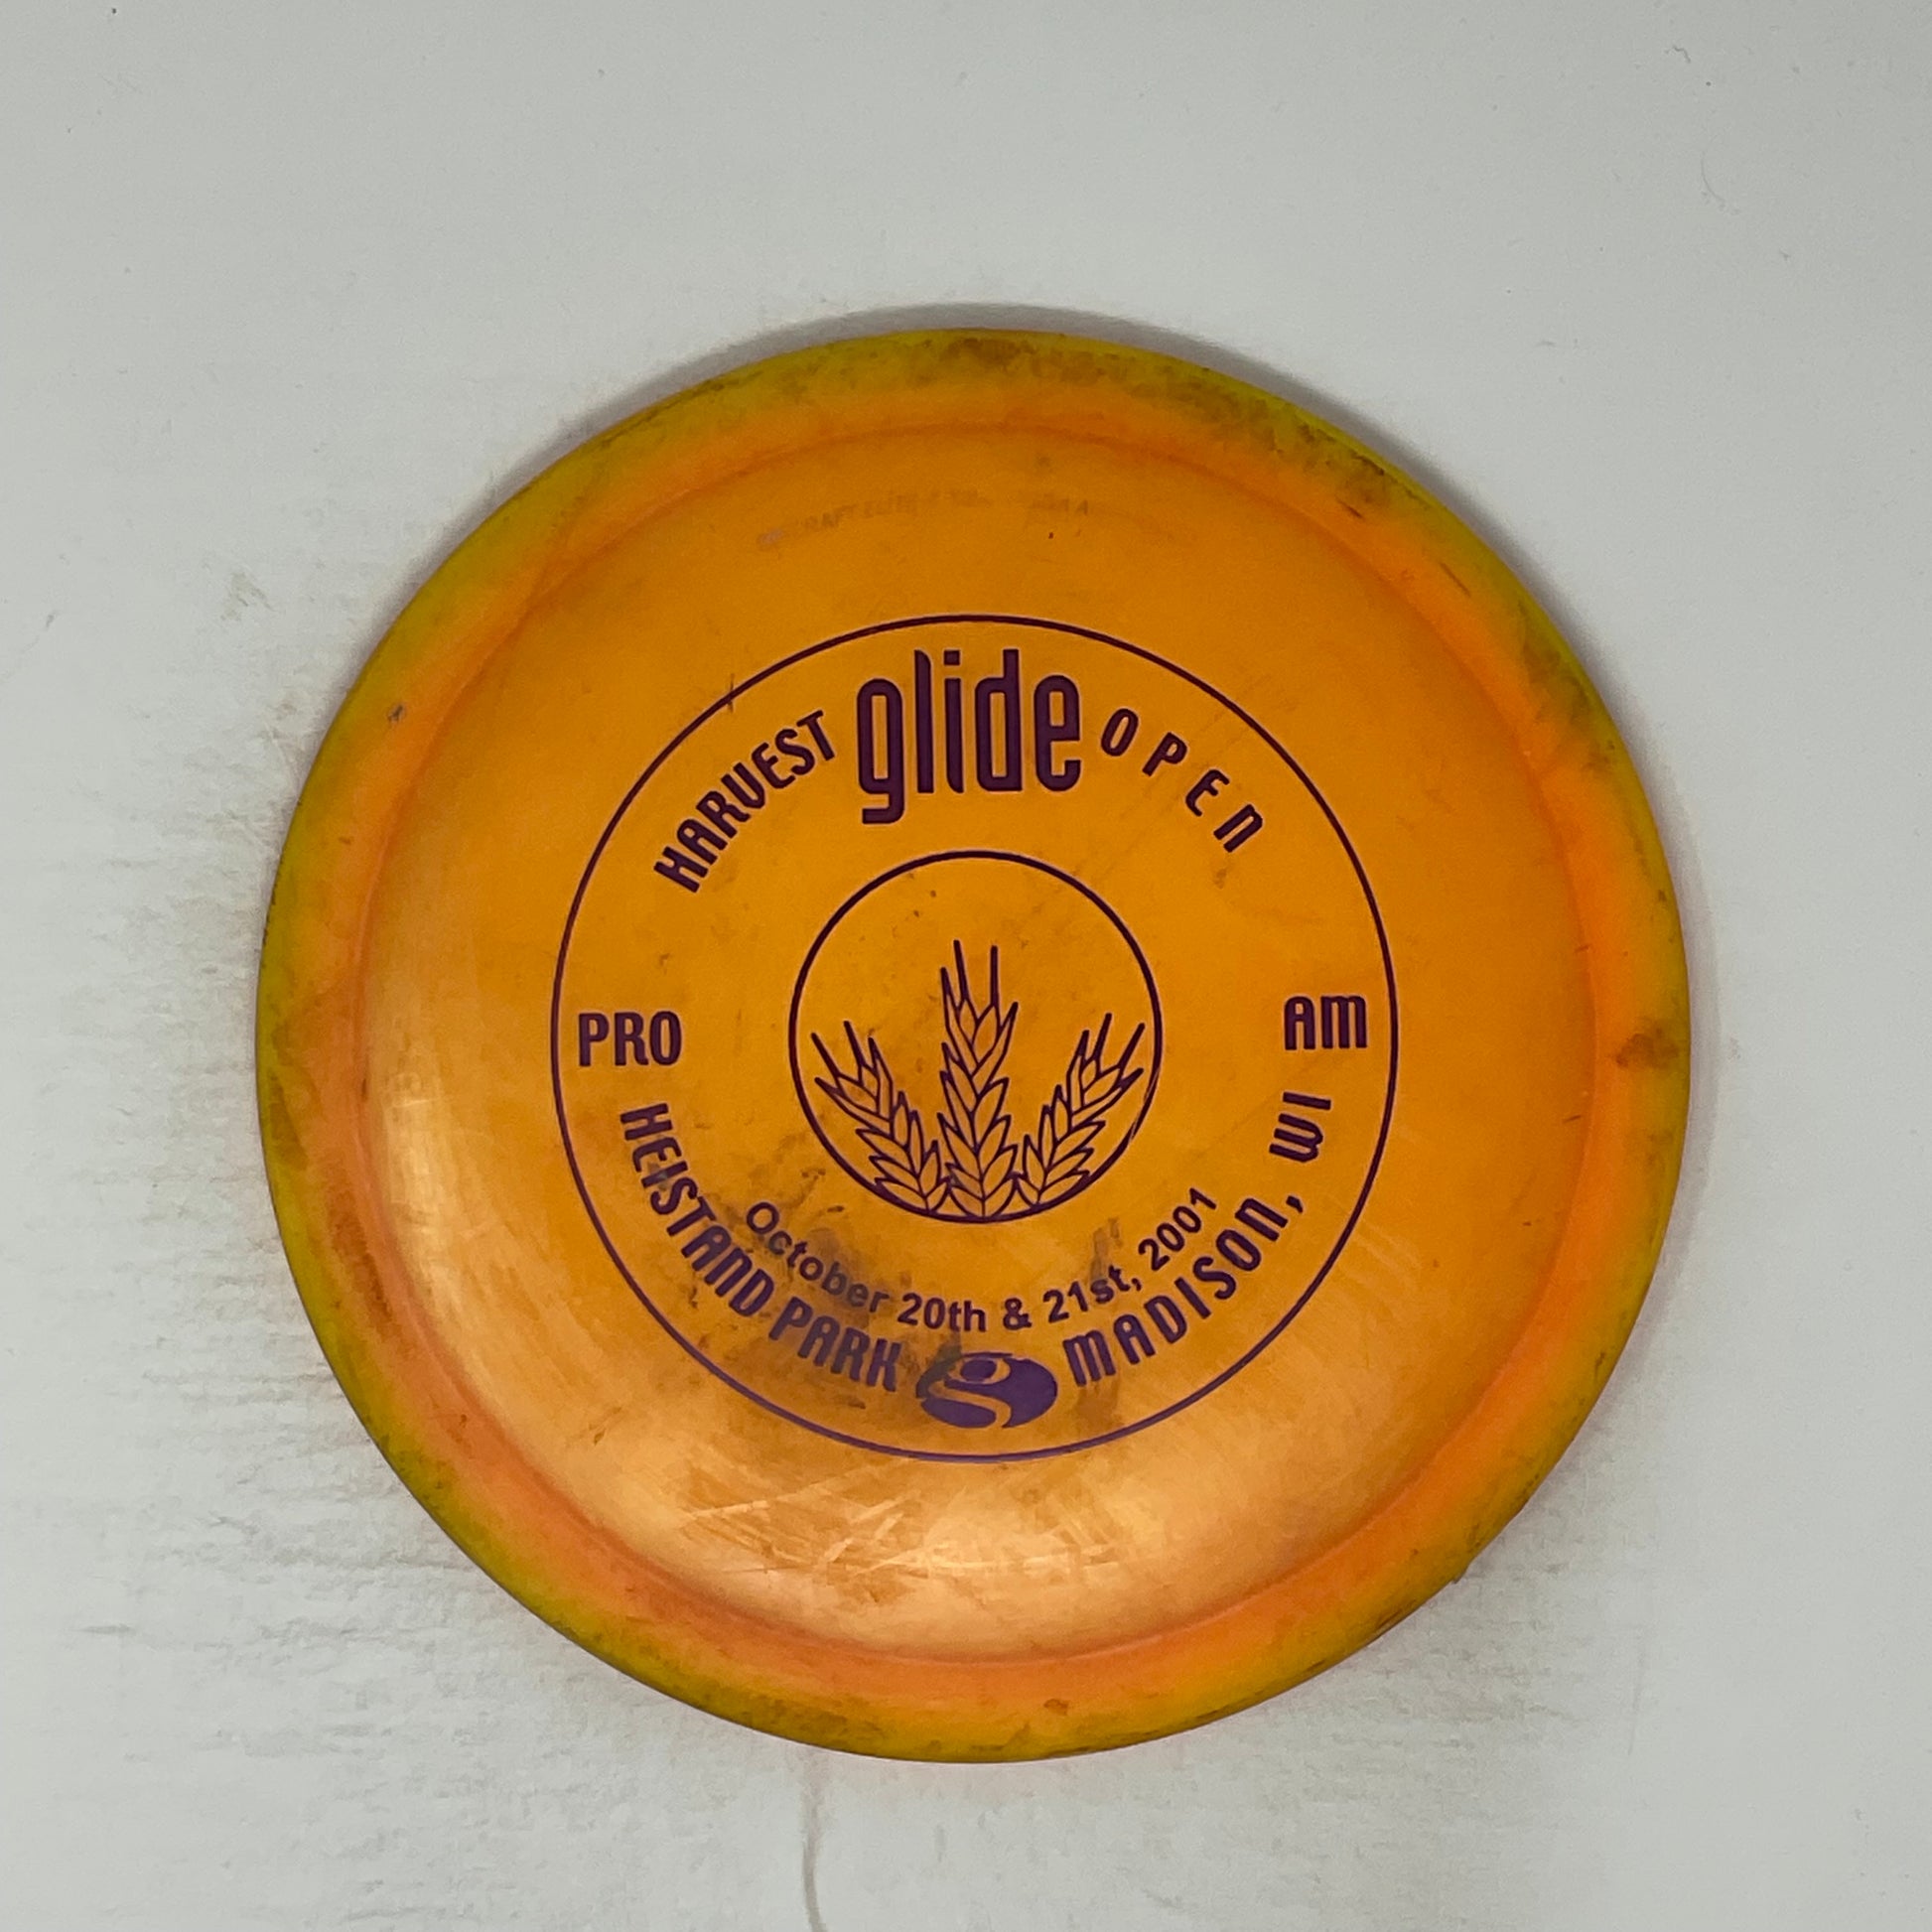 HARVEST glide OPEN
PRO
AM
October 20th & 21st, 2001
HEISTAND PARK MADISON, WI